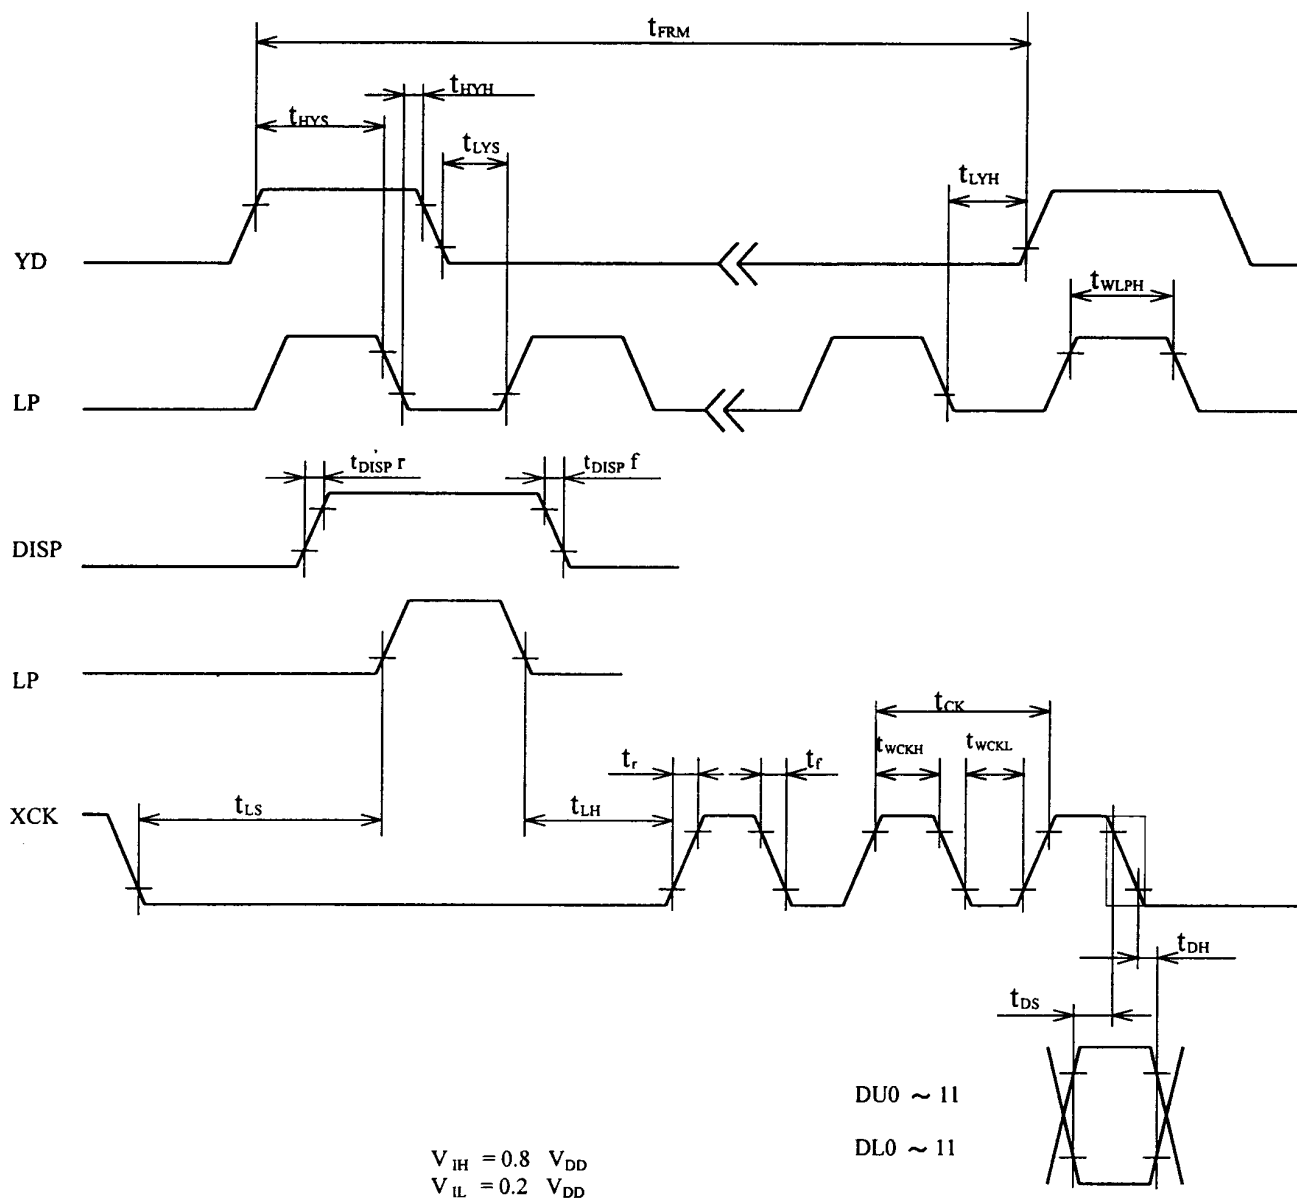 tFRM
tHYH
tHYS
tLYS
tLYH
YD
tWLPH
LP
tDISP r
tDISP f
DISP
LP
tCK
tr
tf
tWCKH
tWCKL
XCK
tLS
tLH
tDH
tDS
DU0 ~ 11
DL0 ~ 11
VIH = 0.8 VDD
VIL = 0.2 VDD